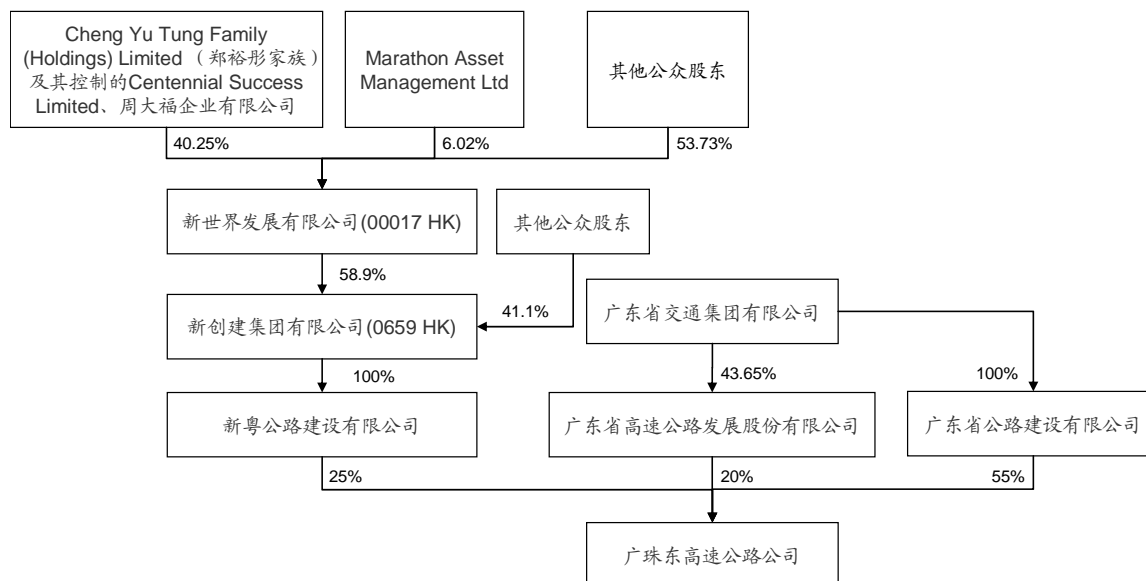 Cheng Yu Tung Family
(Holdings) Limited （郑裕彤家族）
及其控制的Centennial Success
Limited、周大福企业有限公司
Marathon Asset
Management Ltd
其他公众股东
40.25%
6.02%
53.73%
新世界发展有限公司(00017 HK)
其他公众股东
58.9%
新创建集团有限公司(0659 HK)
41.1%
广东省交通集团有限公司
100%
43.65%
100%
新粤公路建设有限公司
广东省高速公路发展股份有限公司
广东省公路建设有限公司
25%
20%
55%
广珠东高速公路公司